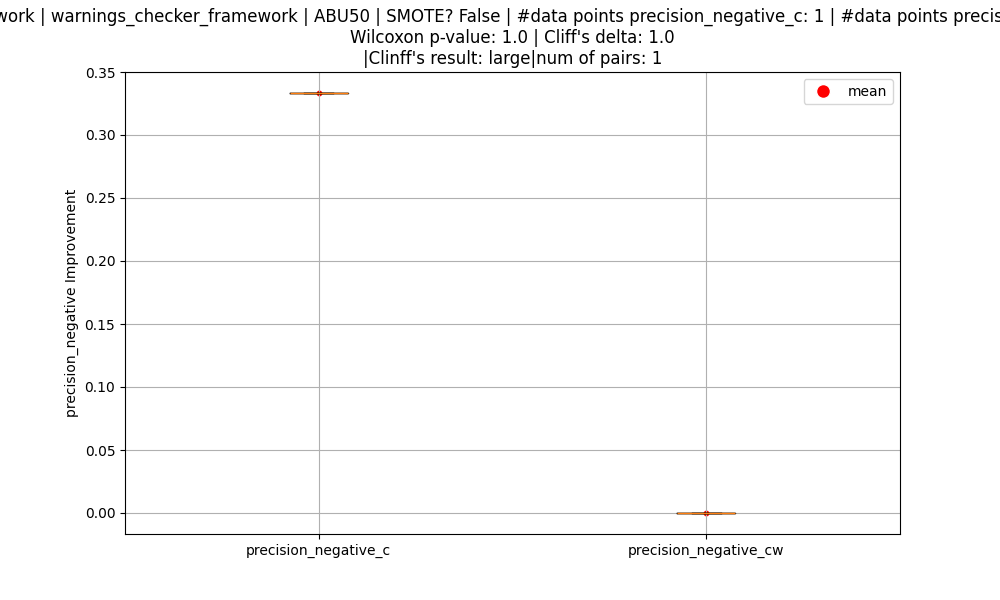 work | warnings_checker_framework | ABU50 | SMOTE? False | #data points precision_negative_c: 1 | #data points precis
Wilcoxon p-value: 1.0 | Cliff's delta: 1.0
|Clinff's result: large|num of pairs: 1
mean
0.35
0.30
0.25
0.20
0.15
0.10
0.05
0.00
precision_negative Improvement
precision_negative_c
precision_negative_cw